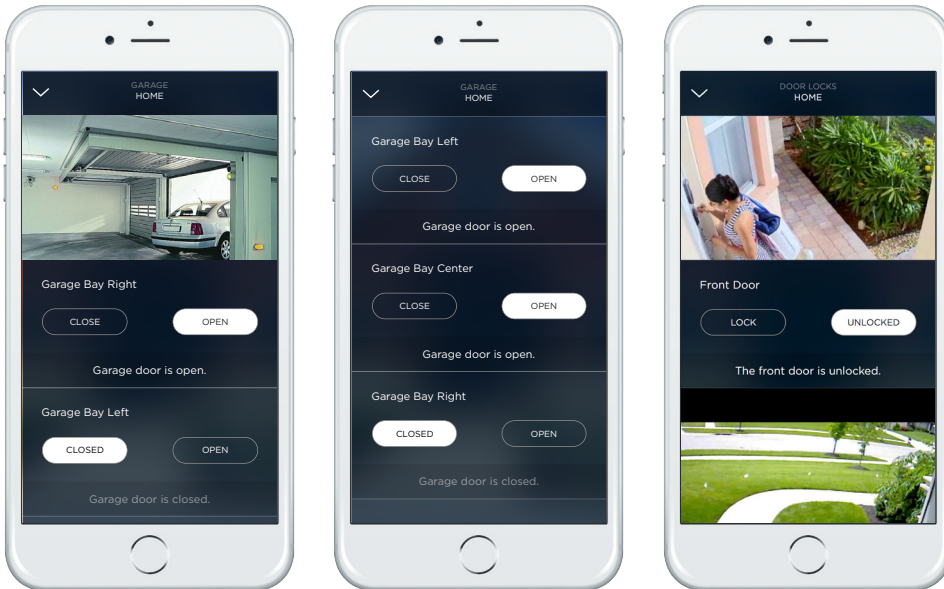 GARAGE
HOME
Garage Bay Right
CLOSE OPEN
Garage door is open.
Garage Bay Left
CLOSED OPEN
Garage door is closed.
GARAGE
HOME
Garage Bay Left
CLOSE OPEN
Garage door is open.
Garage Bay Center
CLOSE OPEN
Garage door is open.
Garage Bay Right
CLOSED OPEN
Garage door is closed.
DOOR LOCKS
HOME
Front Door
LOCK UNLOCKED
The front door is unlocked.